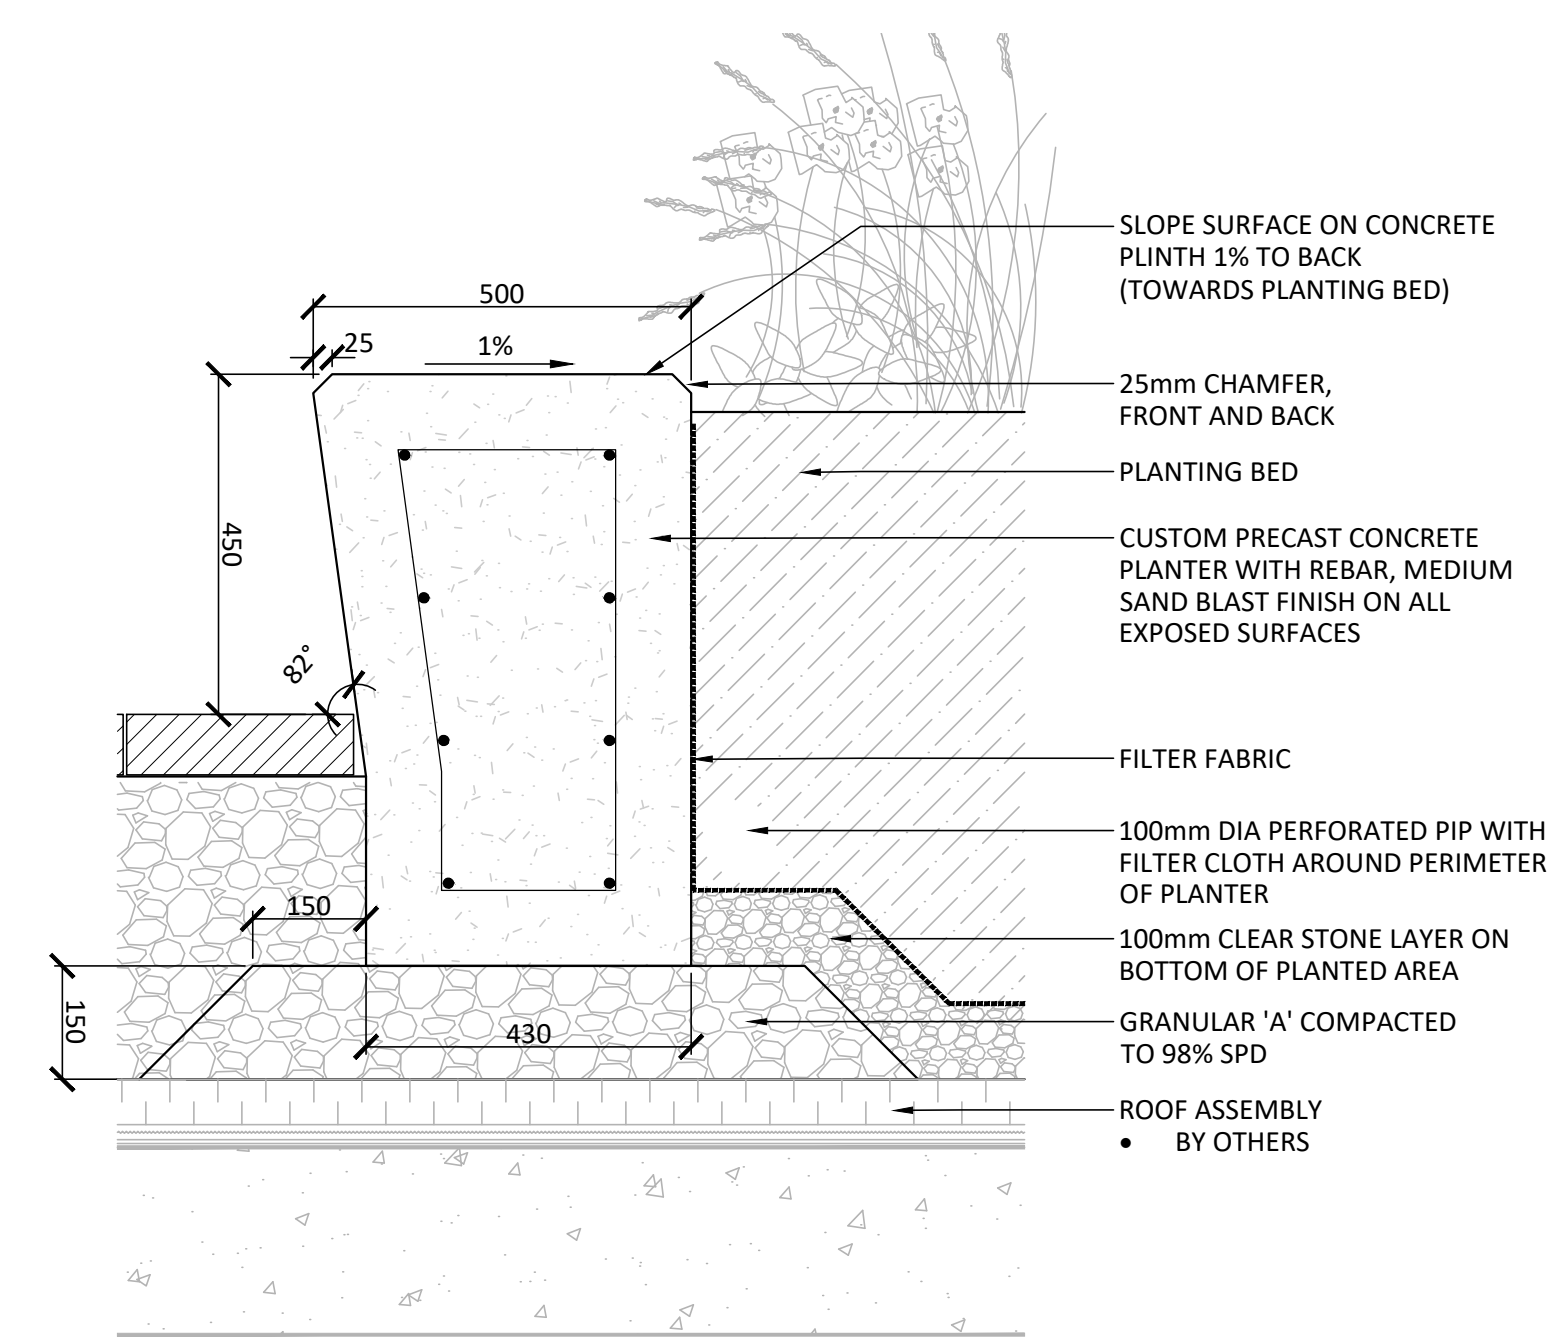 SLOPE SURFACE ON CONCRETE
PLINTH 1% TO BACK
(TOWARDS PLANTING BED)
500
25
1%
25mm CHAMFER,
FRONT AND BACK
PLANTING BED
450
CUSTOM PRECAST CONCRETE
PLANTER WITH REBAR, MEDIUM
SAND BLAST FINISH ON ALL
EXPOSED SURFACES
82°
FILTER FABRIC
100mm DIA PERFORATED PIP WITH
FILTER CLOTH AROUND PERIMETER
OF PLANTER
150
100mm CLEAR STONE LAYER ON
BOTTOM OF PLANTED AREA
150
430
GRANULAR 'A' COMPACTED
TO 98% SPD
ROOF ASSEMBLY
• BY OTHERS